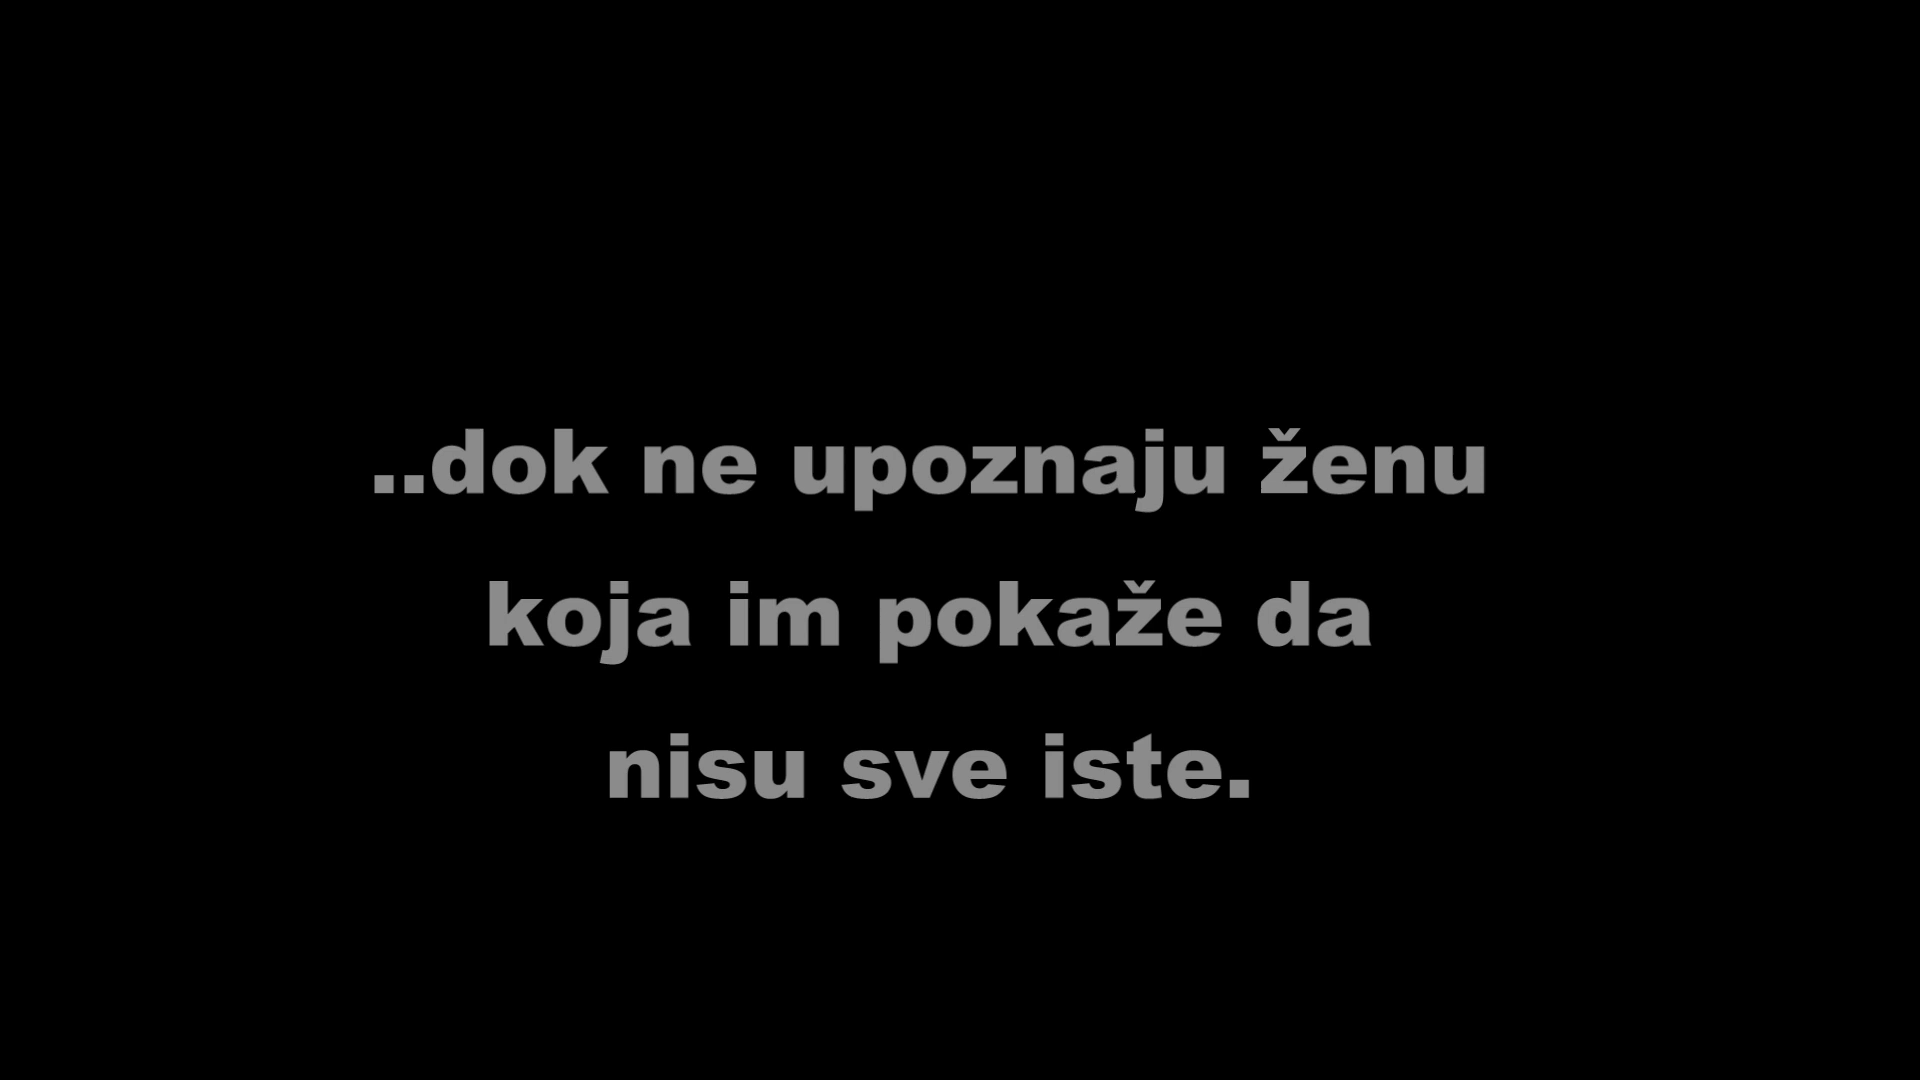 ..dok ne upoznaju ženu
koja im pokaže da
nisu sve iste.